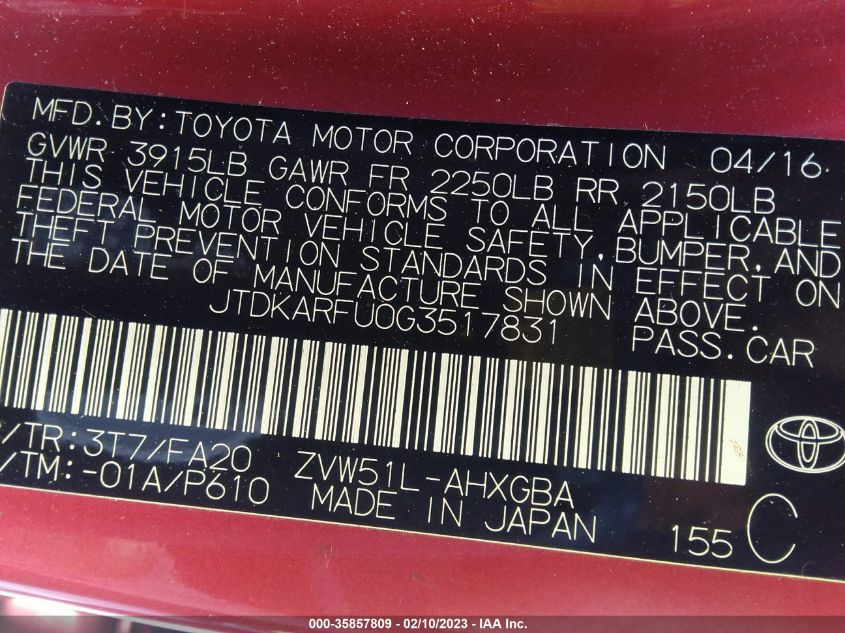 MFD. BY: TOYOTA MOTOR CORPORATION 04/16
GVWR 3915LB GAWR FR 2250LB RR 2150LB
THIS VEHICLE CONFORMS TO ALL APPLICABLE
FEDERAL MOTOR VEHICLE SAFETY, BUMPER, AND
THEFT PREVENTION STANDARDS IN EFFECT ON
THE DATE OF MANUFACTURE SHOWN ABOVE.
JTDKARFU0G3517831 PASS. CAR
/TR: 3T7/FA20 ZVW51L-AHXGBA
/TM: -01A/P610 MADE IN JAPAN 155 C
000-35857809 - 02/10/2023 - IAA Inc.